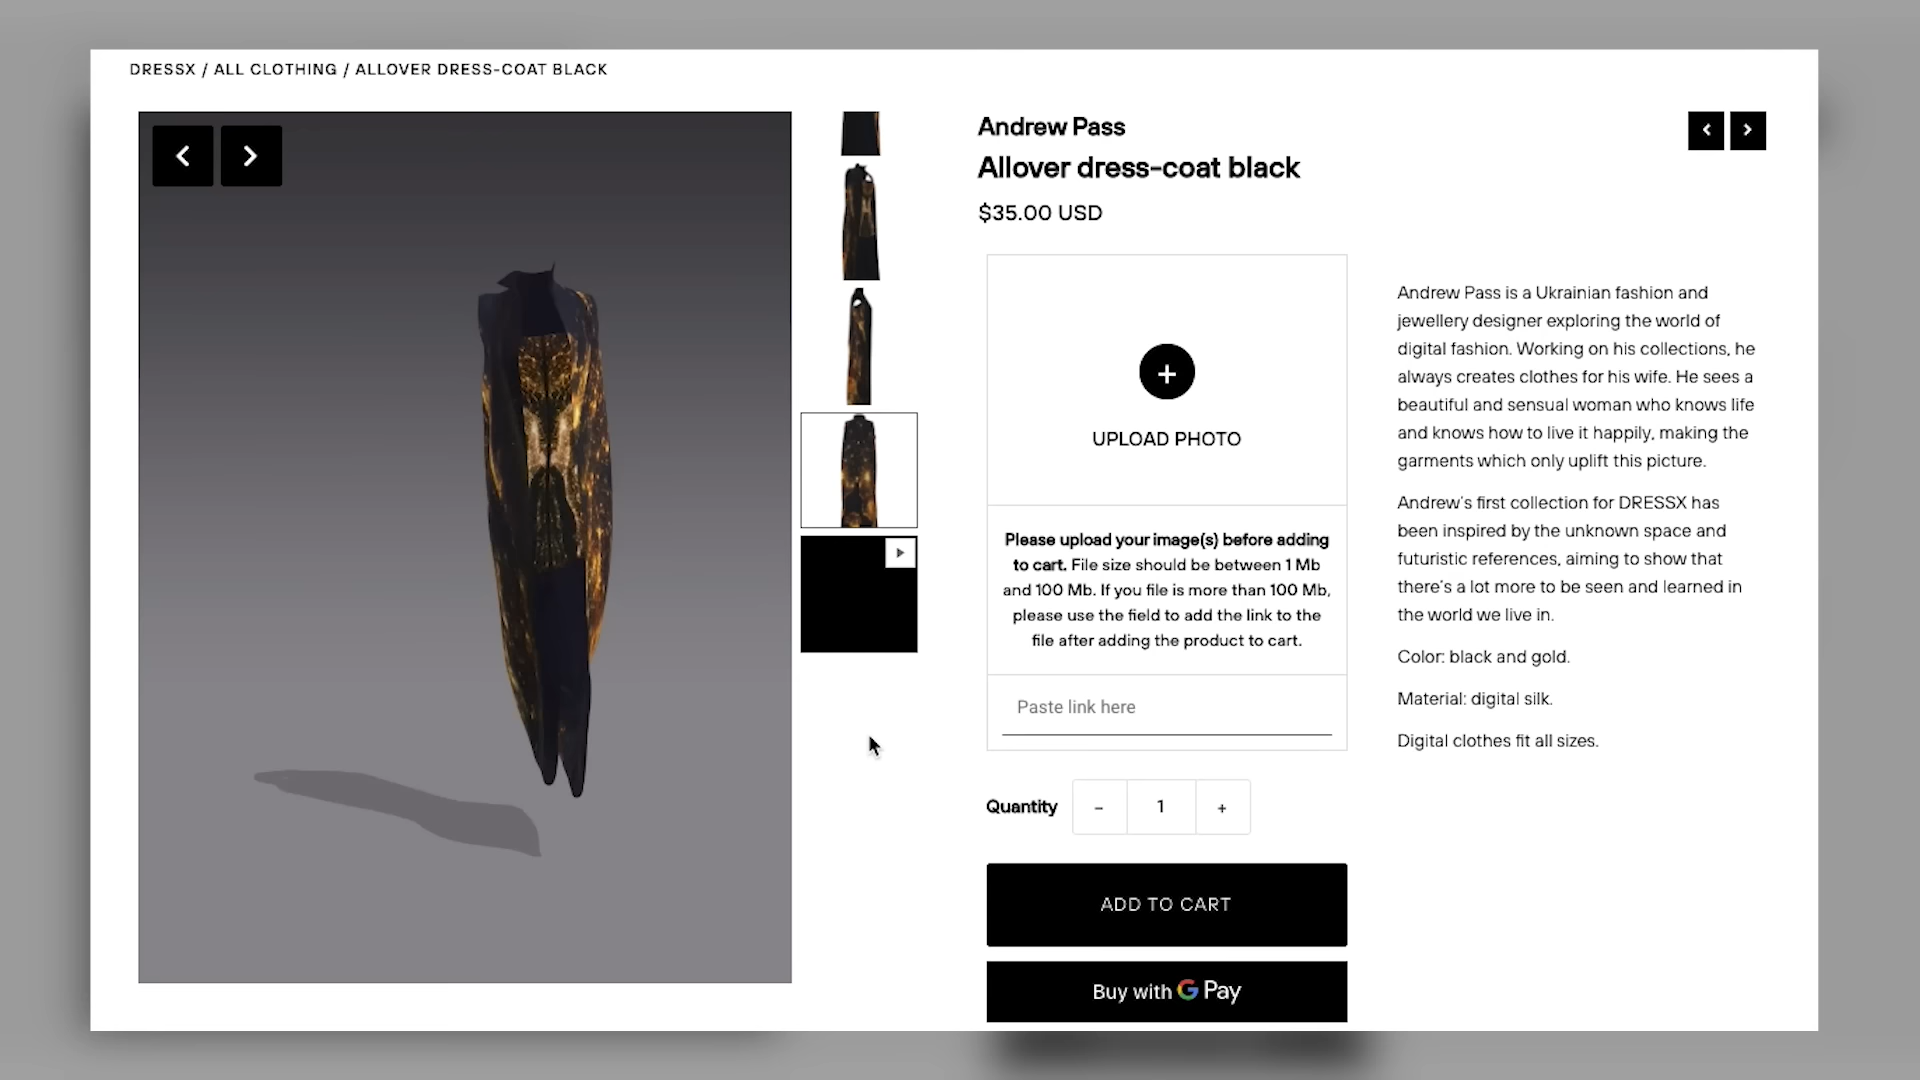 DRESSX / ALL CLOTHING / ALLOVER DRESS-COAT BLACK
Andrew Pass
Allover dress-coat black
$35.00 USD
+
UPLOAD PHOTO
Please upload your image(s) before adding
to cart. File size should be between 1 Mb
and 100 Mb. If you file is more than 100 Mb,
please use the field to add the link to the
file after adding the product to cart.
Paste link here
Quantity - 1 +
ADD TO CART
Buy with G Pay
Andrew Pass is a Ukrainian fashion and
jewellery designer exploring the world of
digital fashion. Working on his collections, he
always creates clothes for his wife. He sees a
beautiful and sensual woman who knows life
and knows how to live it happily, making the
garments which only uplift this picture.
Andrew's first collection for DRESSX has
been inspired by the unknown space and
futuristic references, aiming to show that
there's a lot more to be seen and learned in
the world we live in.
Color: black and gold.
Material: digital silk.
Digital clothes fit all sizes.